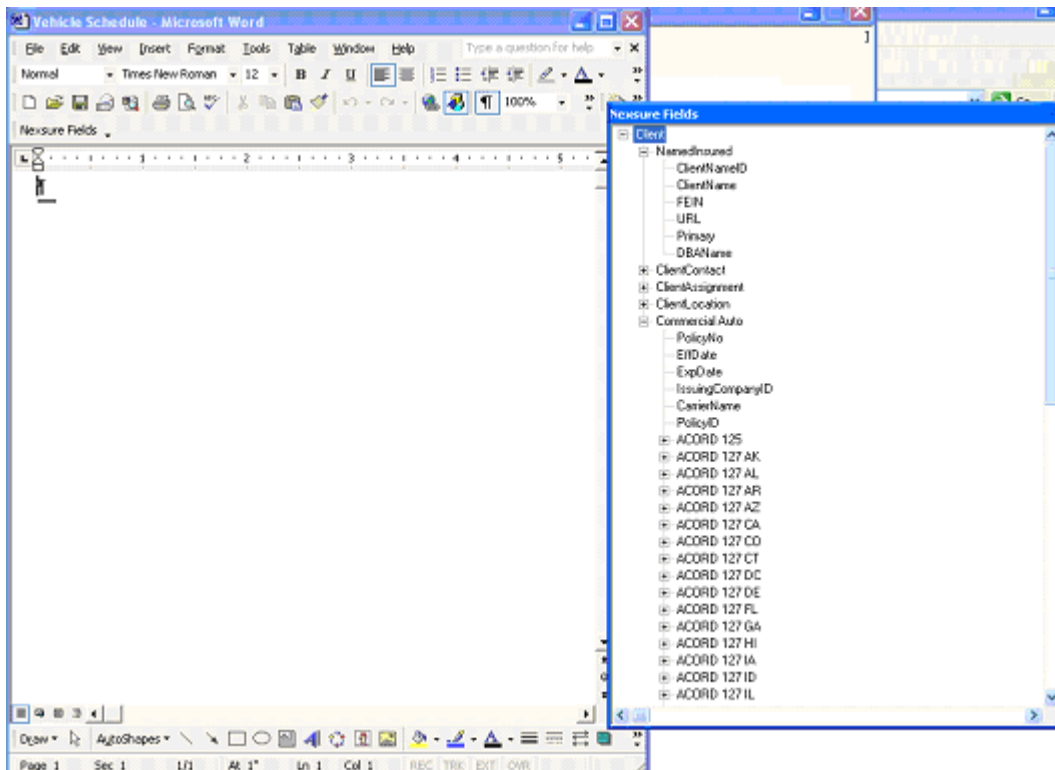 Vehicle Schedule - Microsoft Word
File Edit View Insert Format Tools Table Window Help Type a question for help
Normal Times New Roman 12 B I U
100%
Nexsure Fields
1 2 3 4 5
Nexsure Fields
Client
NamedInsured
ClientNameID
ClientName
FEIN
URL
Primary
DBAName
ClientContact
ClientAssignment
ClientLocation
Commercial Auto
PolicyNo
EffDate
ExpDate
IssuingCompanyID
CarrierName
PolicyID
ACORD 125
ACORD 127 AK
ACORD 127 AL
ACORD 127 AR
ACORD 127 AZ
ACORD 127 CA
ACORD 127 CO
ACORD 127 CT
ACORD 127 DC
ACORD 127 DE
ACORD 127 FL
ACORD 127 GA
ACORD 127 HI
ACORD 127 IA
ACORD 127 ID
ACORD 127 IL
Draw AutoShapes
Page 1 Sec 1 1/1 At 1" Ln 1 Col 1 REC TRK EXT OVR